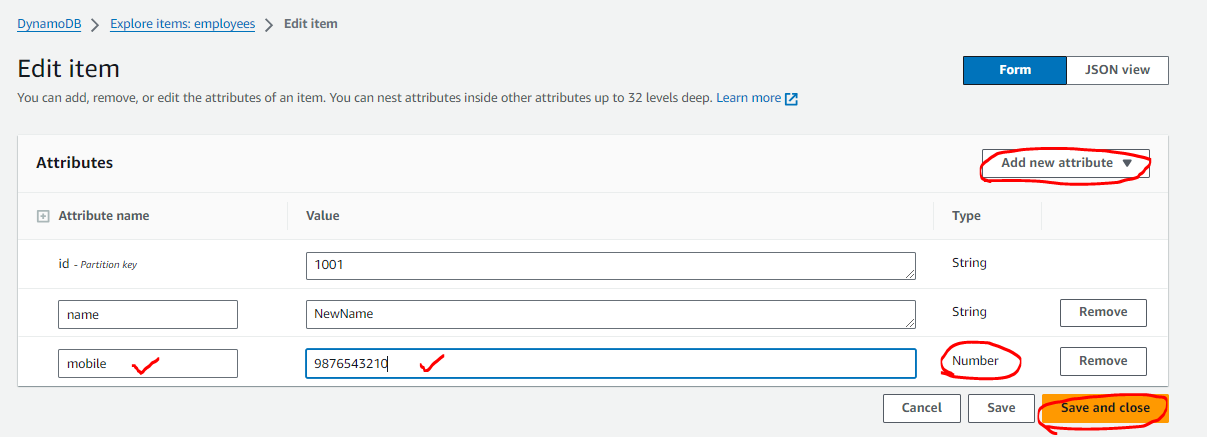 DynamoDB > Explore items: employees > Edit item
Edit item
Form JSON view
You can add, remove, or edit the attributes of an item. You can nest attributes inside other attributes up to 32 levels deep. Learn more
Attributes
Add new attribute
Attribute name Value Type
id - Partition key 1001 String
name NewName String Remove
mobile 9876543210 Number Remove
Cancel Save Save and close